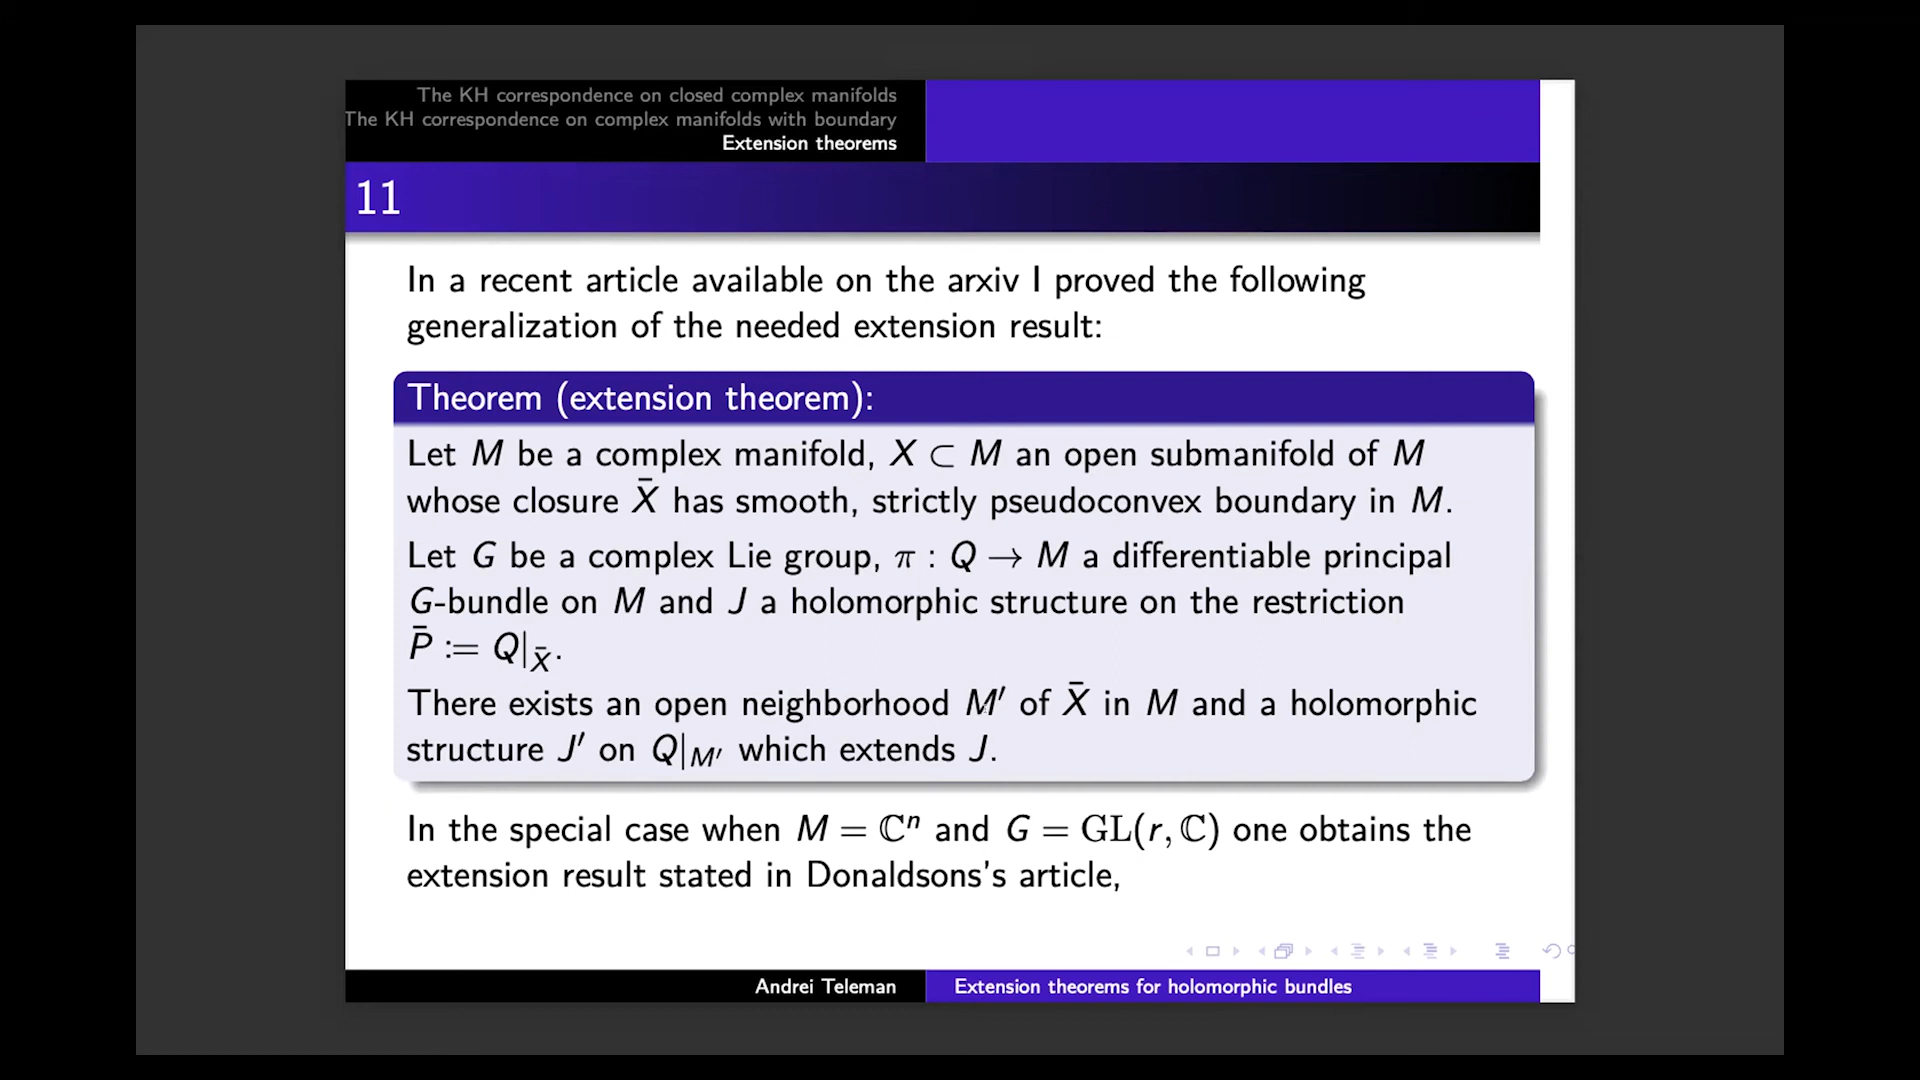 The KH correspondence on closed complex manifolds
The KH correspondence on complex manifolds with boundary
Extension theorems
11
In a recent article available on the arxiv I proved the following
generalization of the needed extension result:
Theorem (extension theorem):
Let M be a complex manifold, X ⊂ M an open submanifold of M
whose closure X̄ has smooth, strictly pseudoconvex boundary in M.
Let G be a complex Lie group, π : Q → M a differentiable principal
G-bundle on M and J a holomorphic structure on the restriction
P̄ := Q|_X̄.
There exists an open neighborhood M′ of X̄ in M and a holomorphic
structure J′ on Q|_M′ which extends J.
In the special case when M = ℂⁿ and G = GL(r, ℂ) one obtains the
extension result stated in Donaldsons's article,
Andrei Teleman
Extension theorems for holomorphic bundles